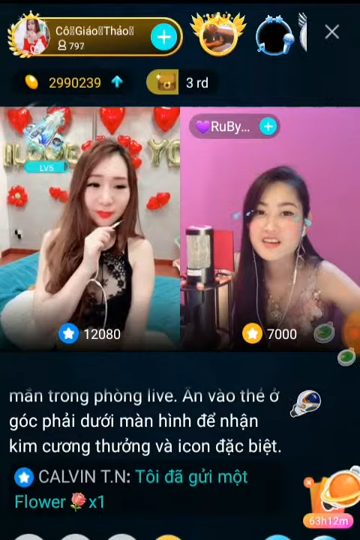 Cô▯Giáo▯Thảo▯
797
2990239
3 rd
LV5
RuBy...
12080
7000
mắn trong phòng live. Ấn vào thẻ ở
góc phải dưới màn hình để nhận
kim cương thưởng và icon đặc biệt.
CALVIN T.N: Tôi đã gửi một
Flower 🌹x1
63h12m